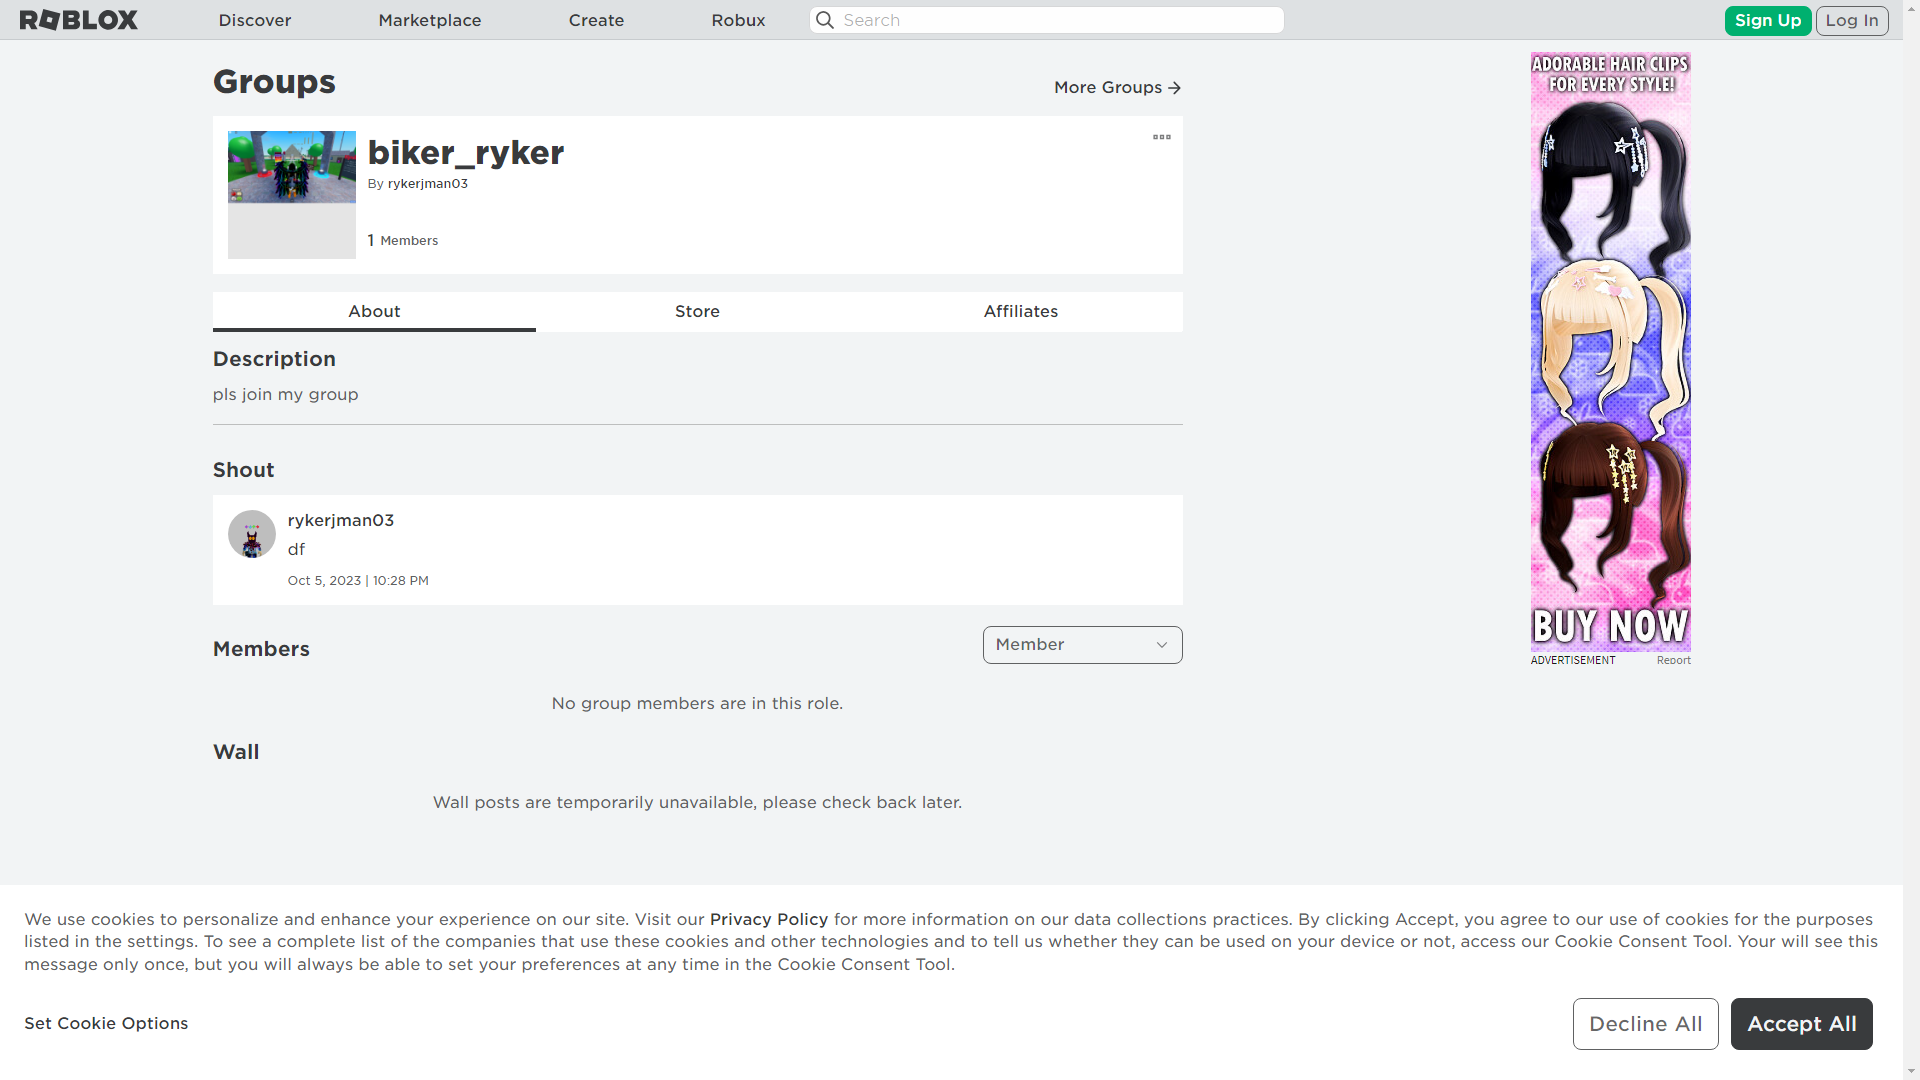 ROBLOX
Discover
Marketplace
Create
Robux
Search
Sign Up
Log In
Groups
More Groups
biker_ryker
By rykerjman03
1 Members
About
Store
Affiliates
Description
pls join my group
Shout
rykerjman03
df
Oct 5, 2023 | 10:28 PM
Members
Member
No group members are in this role.
Wall
Wall posts are temporarily unavailable, please check back later.
ADORABLE HAIR CLIPS
FOR EVERY STYLE!
BUY NOW
ADVERTISEMENT
Report
We use cookies to personalize and enhance your experience on our site. Visit our Privacy Policy for more information on our data collections practices. By clicking Accept, you agree to our use of cookies for the purposes
listed in the settings. To see a complete list of the companies that use these cookies and other technologies and to tell us whether they can be used on your device or not, access our Cookie Consent Tool. Your will see this
message only once, but you will always be able to set your preferences at any time in the Cookie Consent Tool.
Set Cookie Options
Decline All
Accept All